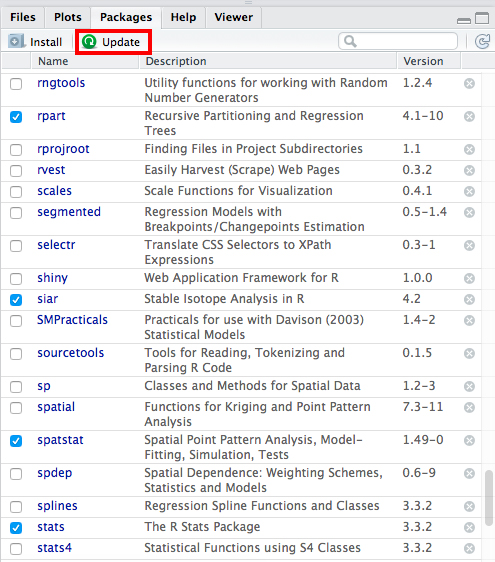 Files Plots Packages Help Viewer
Install Update
Name Description Version
rngtools Utility functions for working with Random 1.2.4
Number Generators
rpart Recursive Partitioning and Regression 4.1-10
Trees
rprojroot Finding Files in Project Subdirectories 1.1
rvest Easily Harvest (Scrape) Web Pages 0.3.2
scales Scale Functions for Visualization 0.4.1
segmented Regression Models with 0.5-1.4
Breakpoints/Changepoints Estimation
selectr Translate CSS Selectors to XPath 0.3-1
Expressions
shiny Web Application Framework for R 1.0.0
siar Stable Isotope Analysis in R 4.2
SMPracticals Practicals for use with Davison (2003) 1.4-2
Statistical Models
sourcetools Tools for Reading, Tokenizing and 0.1.5
Parsing R Code
sp Classes and Methods for Spatial Data 1.2-3
spatial Functions for Kriging and Point Pattern 7.3-11
Analysis
spatstat Spatial Point Pattern Analysis, Model- 1.49-0
Fitting, Simulation, Tests
spdep Spatial Dependence: Weighting Schemes, 0.6-9
Statistics and Models
splines Regression Spline Functions and Classes 3.3.2
stats The R Stats Package 3.3.2
stats4 Statistical Functions using S4 Classes 3.3.2